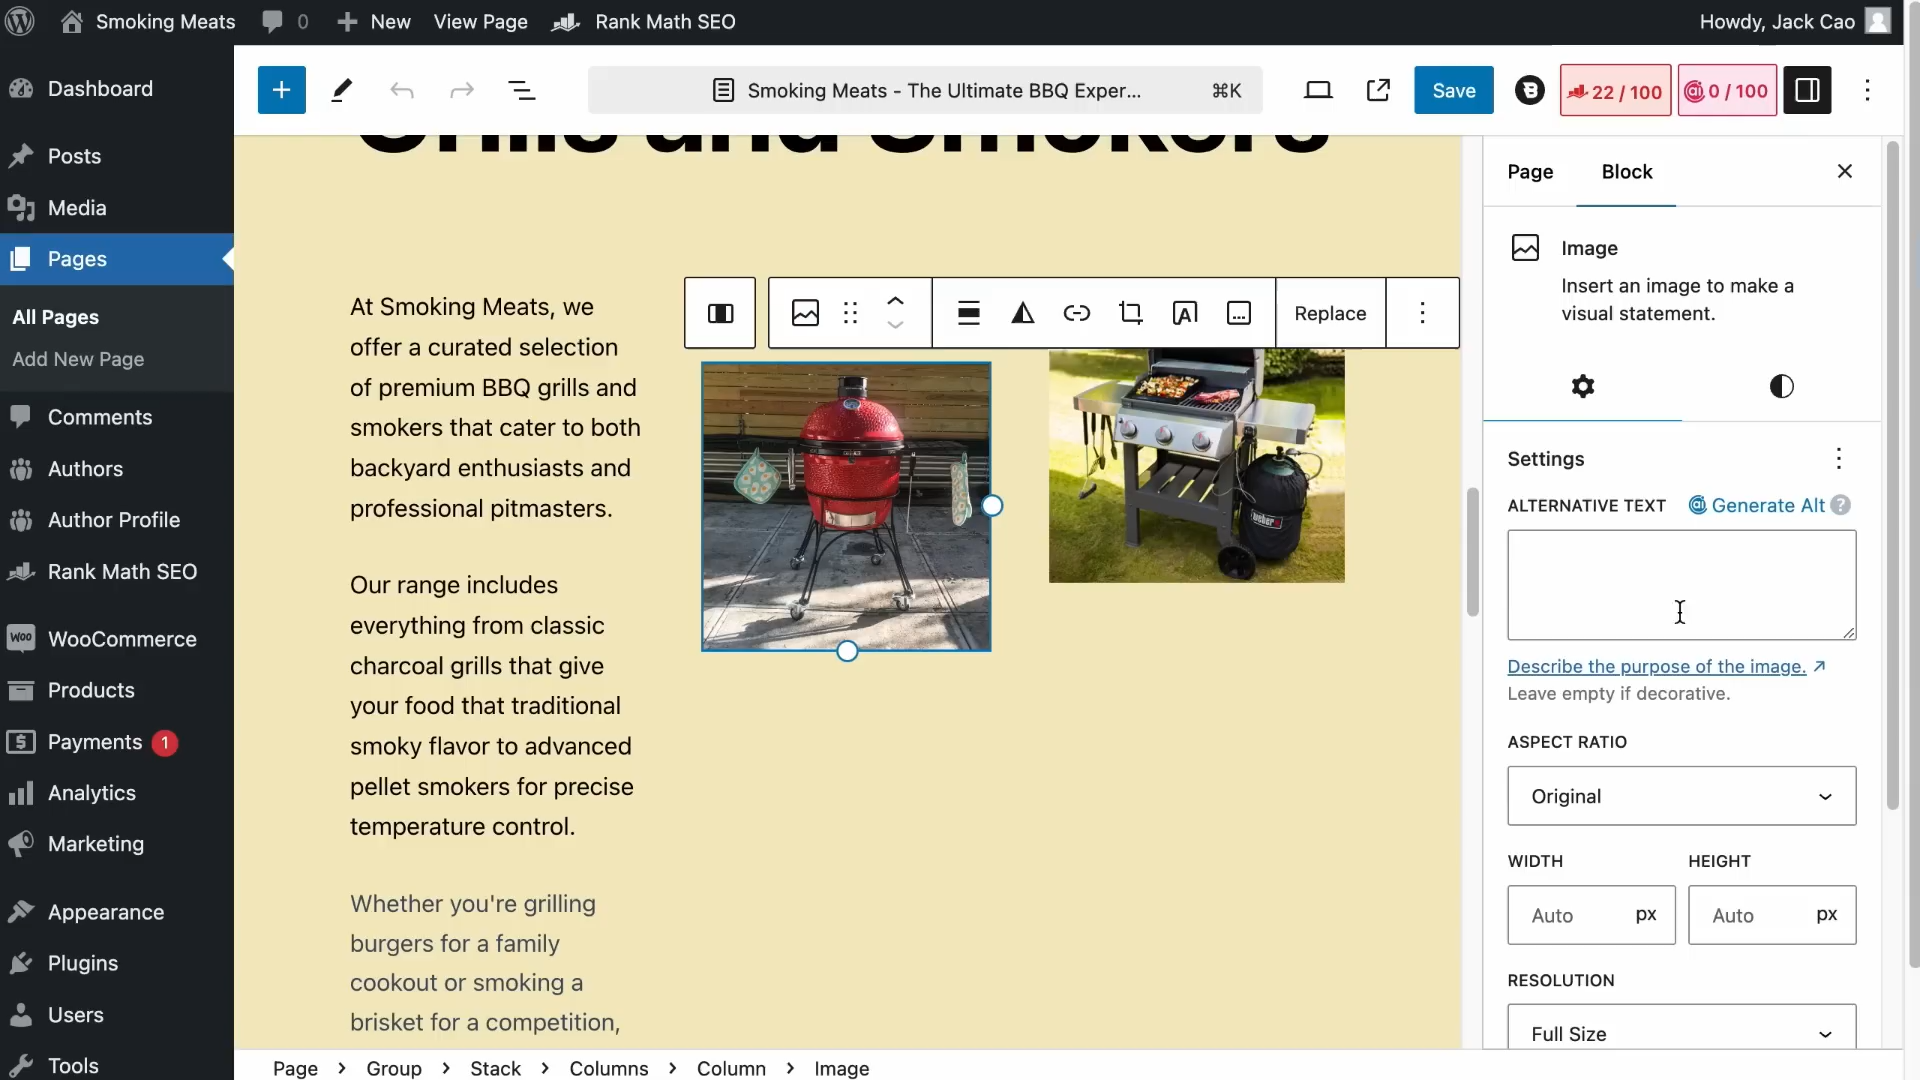 Smoking Meats
0
New
View Page
Rank Math SEO
Howdy, Jack Cao
Dashboard
Posts
Media
Pages
All Pages
Add New Page
Comments
Authors
Author Profile
Rank Math SEO
Woo WooCommerce
Products
Payments 1
Analytics
Marketing
Appearance
Plugins
Users
Tools
Smoking Meats - The Ultimate BBQ Exper... ⌘K
Save
22 / 100
0 / 100
Grills and Smokers
At Smoking Meats, we
offer a curated selection
of premium BBQ grills and
smokers that cater to both
backyard enthusiasts and
professional pitmasters.
Our range includes
everything from classic
charcoal grills that give
your food that traditional
smoky flavor to advanced
pellet smokers for precise
temperature control.
Whether you're grilling
burgers for a family
cookout or smoking a
brisket for a competition,
Replace
weber
Page
Block
Image
Insert an image to make a
visual statement.
Settings
ALTERNATIVE TEXT
Generate Alt ?
Describe the purpose of the image. ↗
Leave empty if decorative.
ASPECT RATIO
Original
WIDTH
HEIGHT
Auto px
Auto px
RESOLUTION
Full Size
Page > Group > Stack > Columns > Column > Image